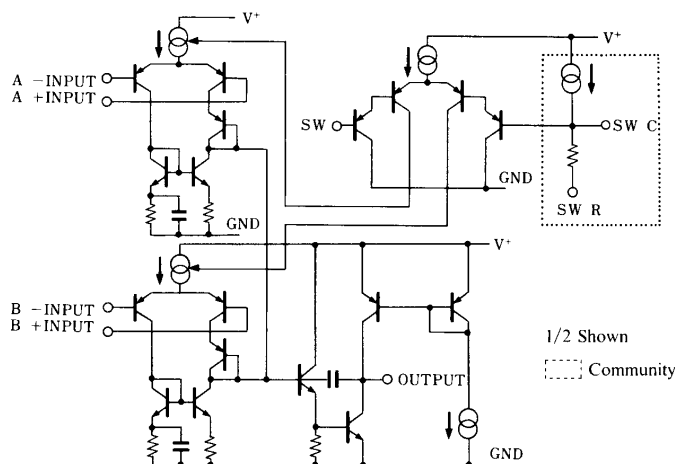 V+
A −INPUT
A +INPUT
GND
V+
SW
SW C
GND
SW R
V+
B −INPUT
B +INPUT
OUTPUT
1/2 Shown
Community
GND